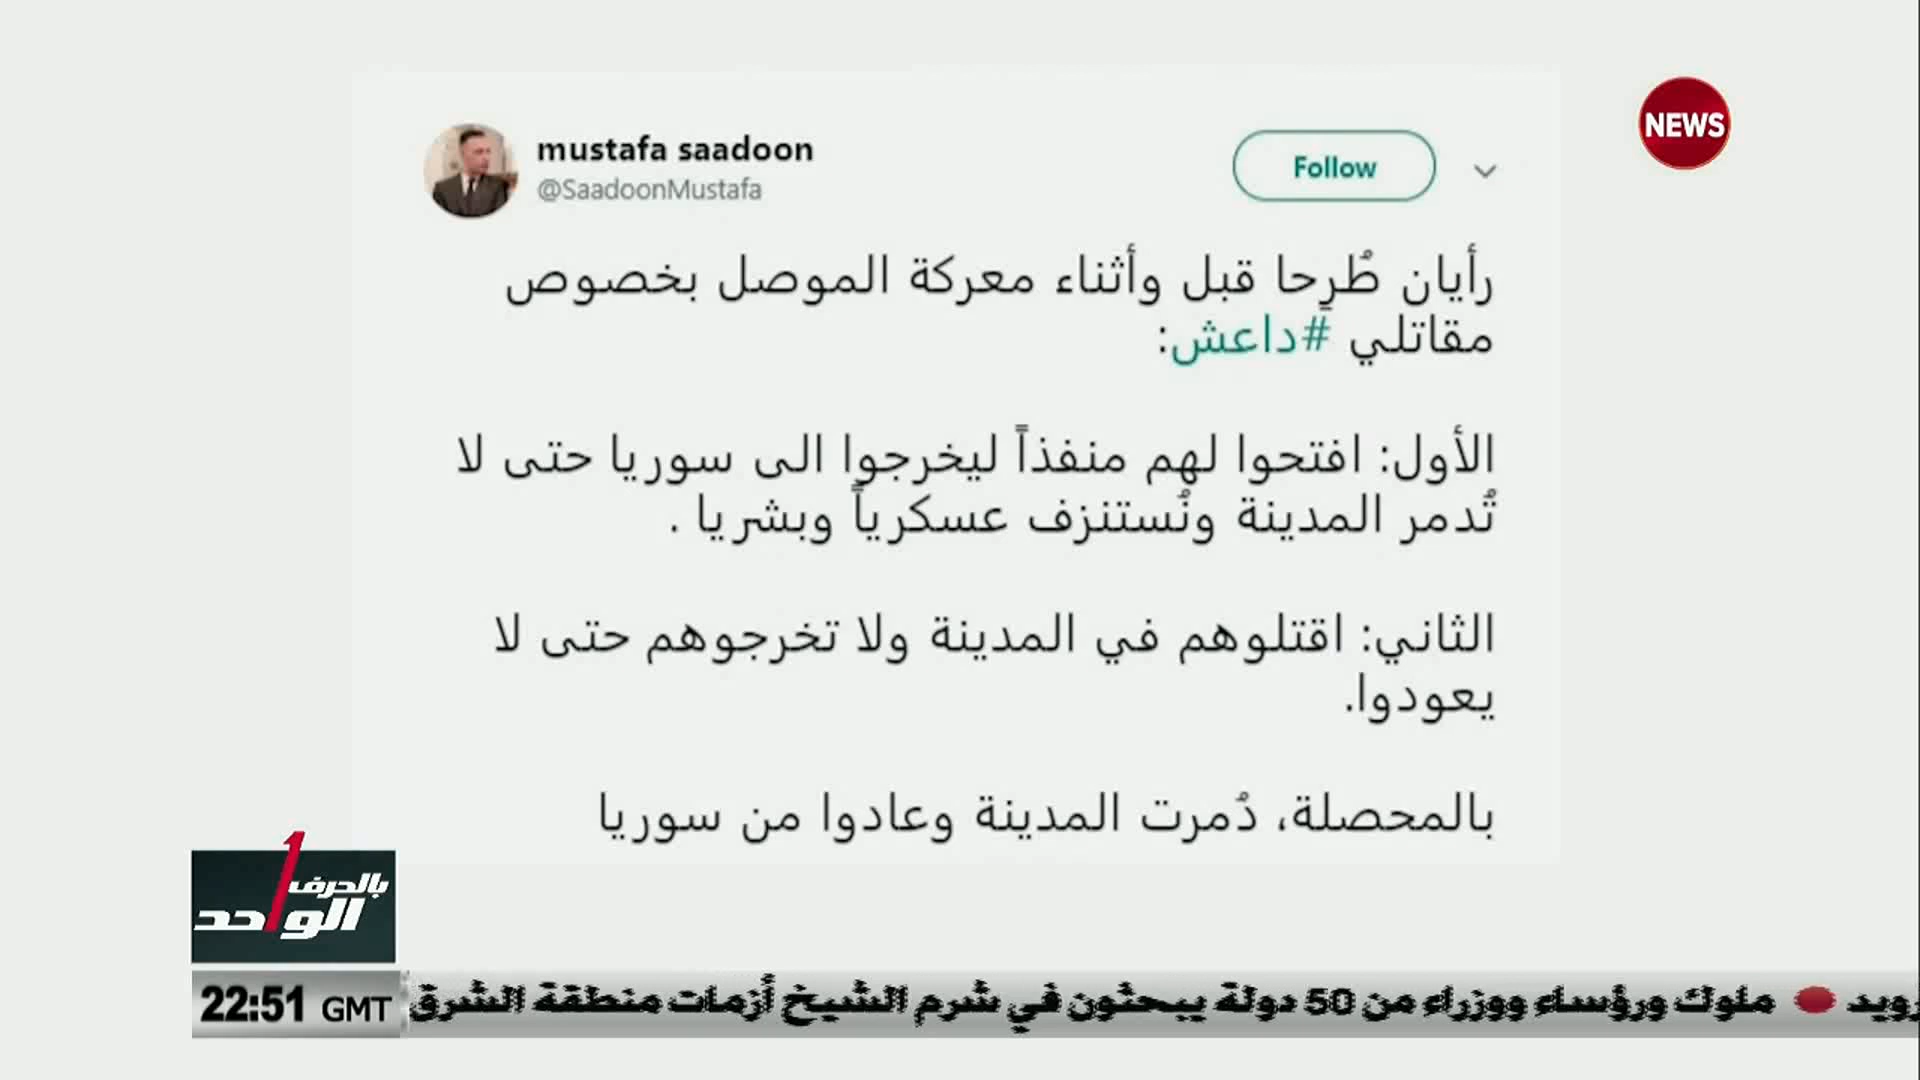 NEWS
mustafa saadoon
@SaadoonMustafa
Follow
رأيان طُرِحا قبل وأثناء معركة الموصل بخصوص
مقاتلي #داعش:
الأول: افتحوا لهم منفذاً ليخرجوا الى سوريا حتى لا
تُدمر المدينة ونُستنزف عسكرياً وبشريا .
الثاني: اقتلوهم في المدينة ولا تخرجوهم حتى لا
يعودوا.
بالمحصلة، دُمرت المدينة وعادوا من سوريا
بالحرف
الواحد
22:51 GMT
رويد ملوك ورؤساء ووزراء من 50 دولة يبحثون في شرم الشيخ أزمات منطقة الشرق